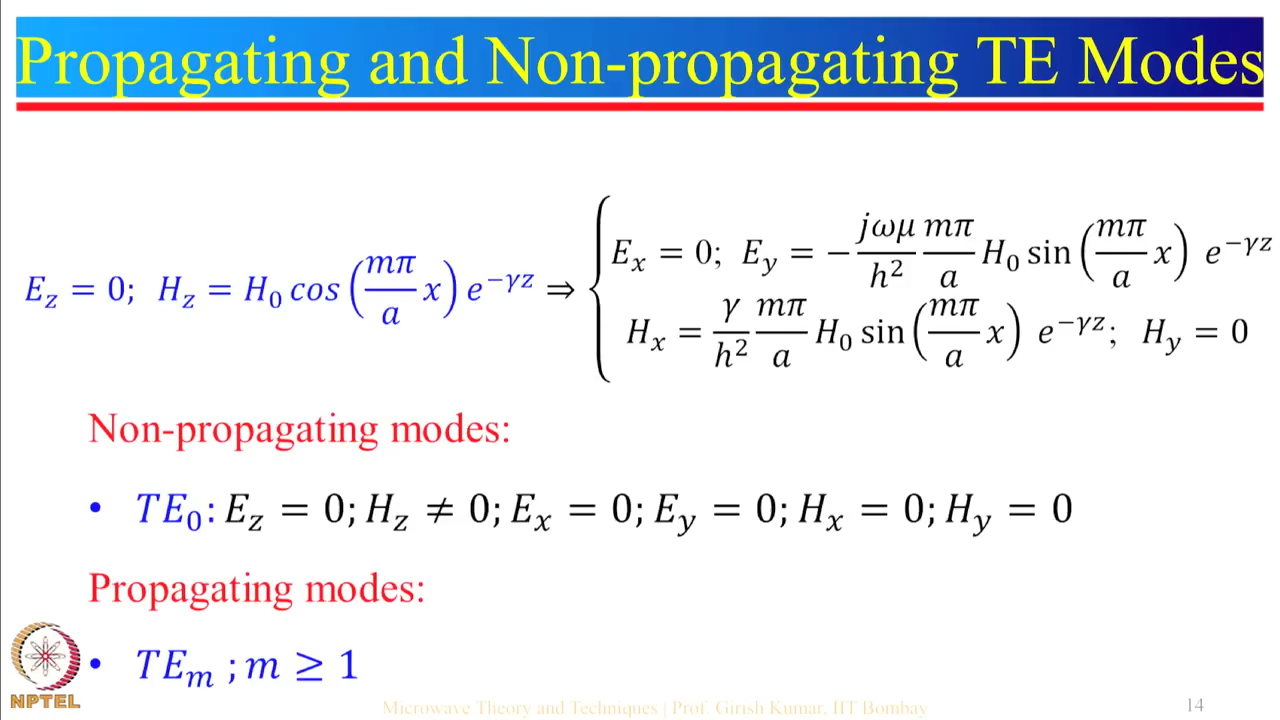 Propagating and Non-propagating TE Modes
E_z = 0; H_z = H_0 cos(mπ/a x) e^{−γz} ⇒ { E_x = 0; E_y = −(jωμ/h²)(mπ/a) H_0 sin(mπ/a x) e^{−γz}
H_x = (γ/h²)(mπ/a) H_0 sin(mπ/a x) e^{−γz}; H_y = 0
Non-propagating modes:
• TE_0: E_z = 0; H_z ≠ 0; E_x = 0; E_y = 0; H_x = 0; H_y = 0
Propagating modes:
• TE_m ; m ≥ 1
NPTEL
Microwave Theory and Techniques | Prof. Girish Kumar, IIT Bombay
14